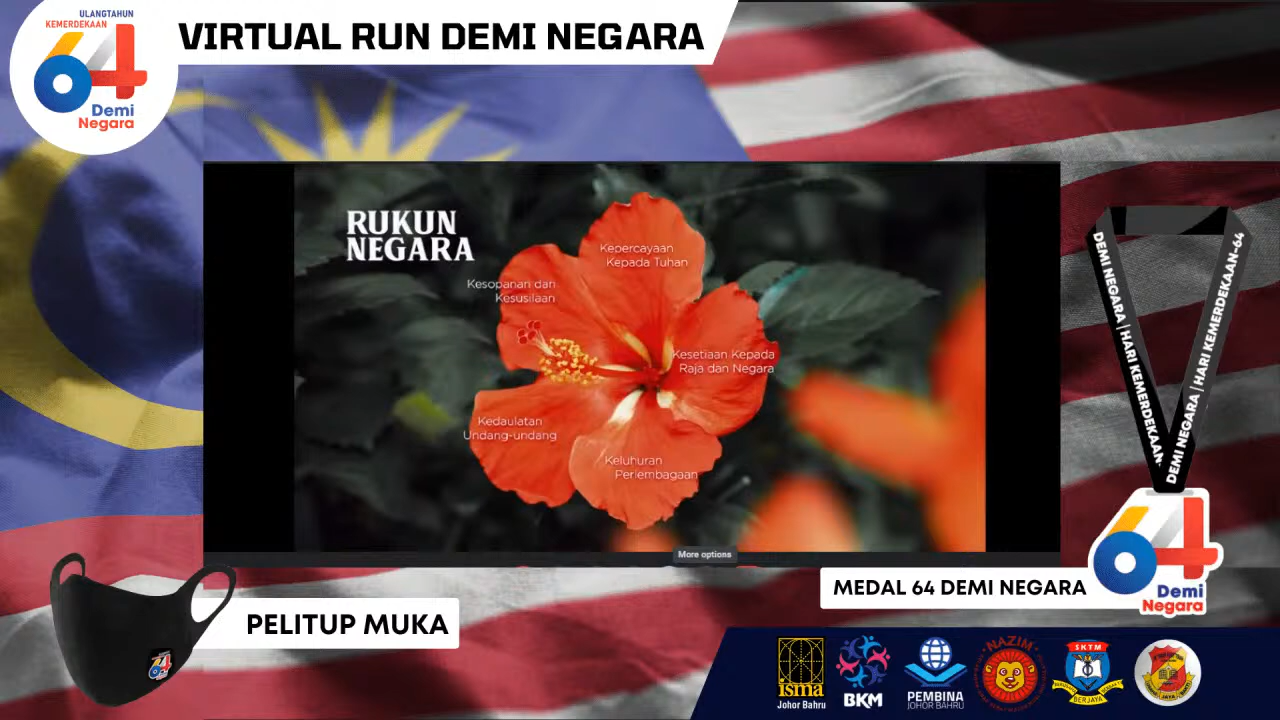 ULANGTAHUN
KEMERDEKAAN
64
Demi
Negara
VIRTUAL RUN DEMI NEGARA
RUKUN
NEGARA
Kepercayaan
Kepada Tuhan
Kesopanan dan
Kesusilaan
Kesetiaan Kepada
Raja dan Negara
Kedaulatan
Undang-undang
Keluhuran
Perlembagaan
More options
DEMI NEGARA | HARI KEMERDEKAAN-
DEMI NEGARA | HARI KEMERDEKAAN-64
64
Demi
Negara
MEDAL 64 DEMI NEGARA
PELITUP MUKA
64
isma
Johor Bahru
BKM
PEMBINA
JOHOR BAHRU
NAZIM
SKTM
BERJAYA